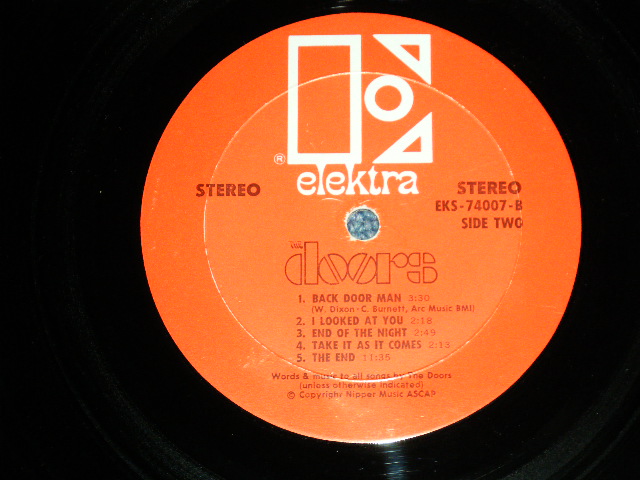 ® elektra
STEREO
STEREO
EKS-74007-B
SIDE TWO
THE doors
1. BACK DOOR MAN 3:30
(W. Dixon - C. Burnett, Arc Music BMI)
2. I LOOKED AT YOU 2:18
3. END OF THE NIGHT 2:49
4. TAKE IT AS IT COMES 2:13
5. THE END 11:35
Words & music to all songs by The Doors
(unless otherwise indicated)
© Copyright Nipper Music ASCAP